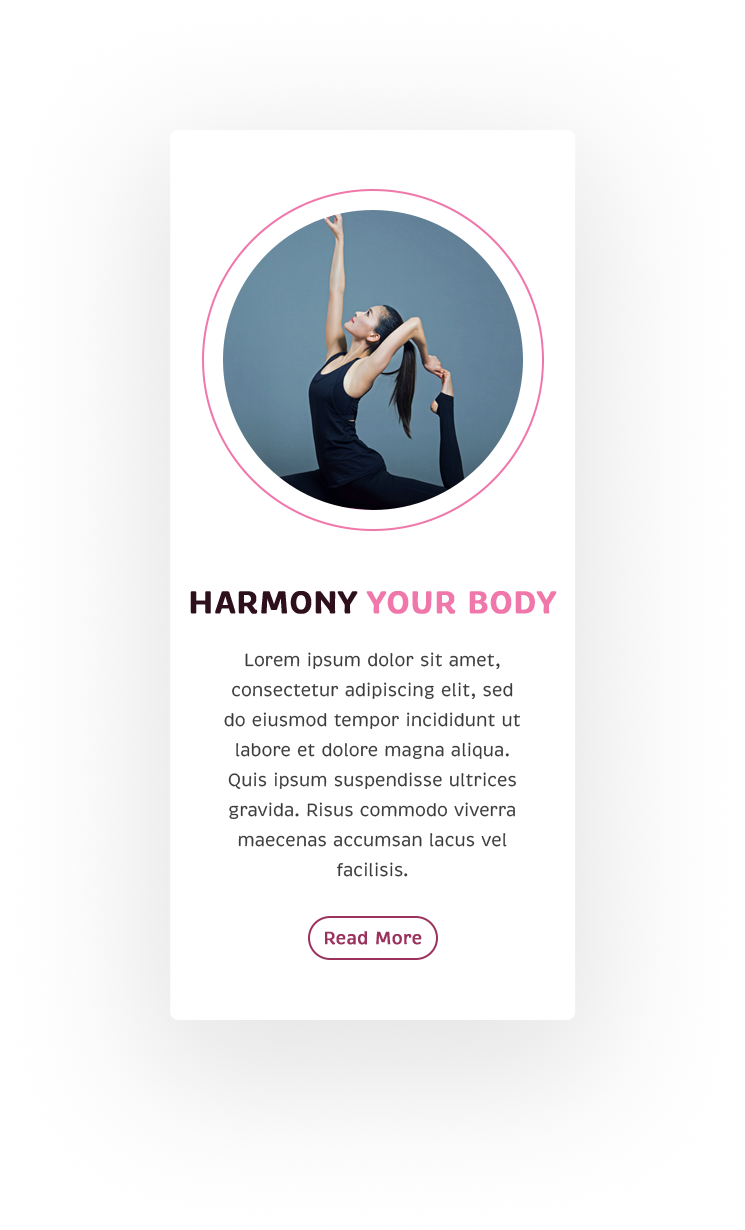 HARMONY YOUR BODY
Lorem ipsum dolor sit amet,
consectetur adipiscing elit, sed
do eiusmod tempor incididunt ut
labore et dolore magna aliqua.
Quis ipsum suspendisse ultrices
gravida. Risus commodo viverra
maecenas accumsan lacus vel
facilisis.
Read More